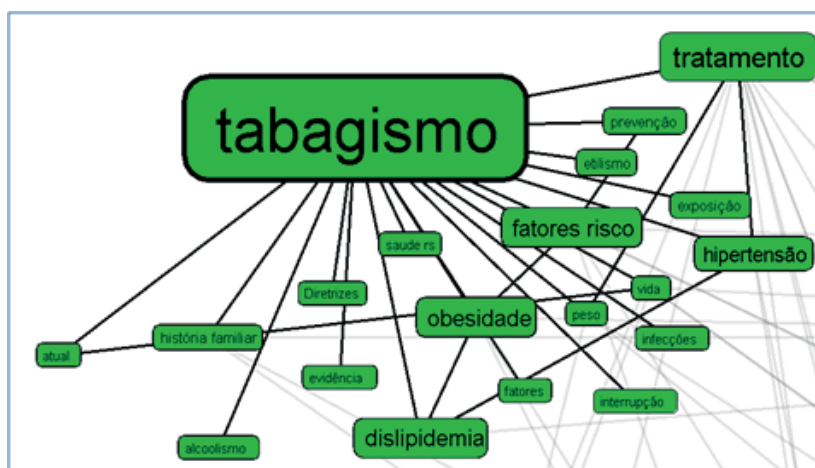 tratamento
tabagismo
prevenção
etilismo
exposição
fatores risco
saude rs
hipertensão
Diretrizes
vida
obesidade
peso
história familiar
infecções
atual
evidência
fatores
interrupção
dislipidemia
alcoolismo